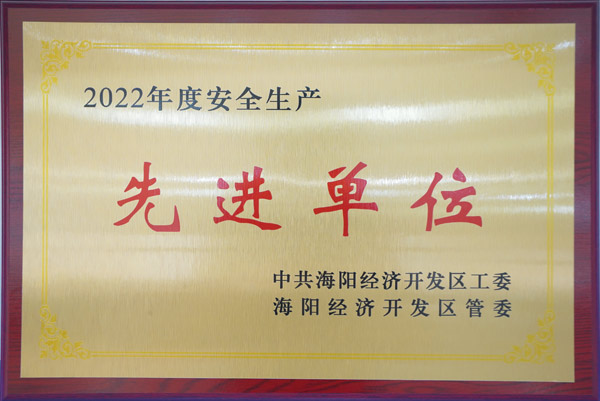 2022年度安全生产
先进单位
中共海阳经济开发区工委
海阳经济开发区管委